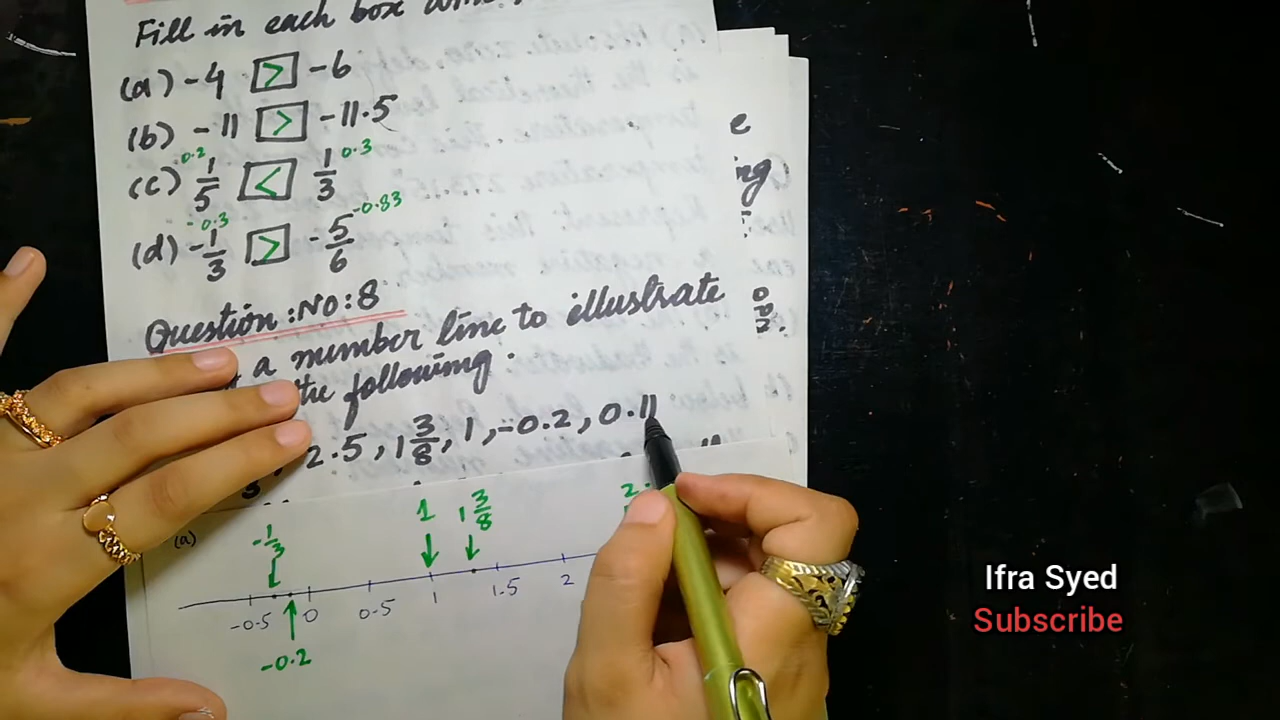 Fill in each box
(a) -4 > -6
(b) -11 > -11.5
0.2 0.3
(c) 1/5 < 1/3
-0.3 -0.83
(d) -1/3 > -5/6
Question:No:8
a number line to illustrate
the following.
2.5, 1 3/8, 1, -0.2, 0.11
(a)
-1/3 1 1 3/8 2.
-0.5 0 0.5 1 1.5 2
-0.2
e
ng
Ifra Syed
Subscribe